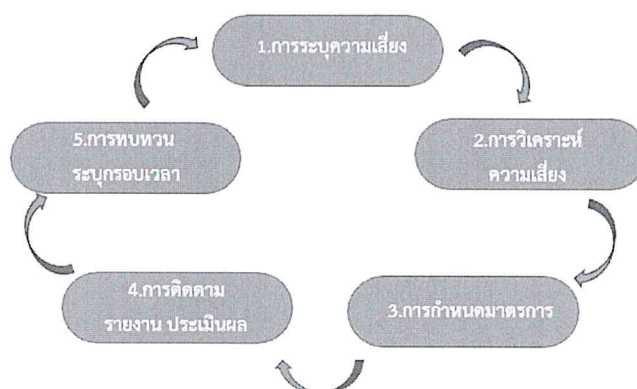 1.การระบุความเสี่ยง
2.การวิเคราะห์
ความเสี่ยง
3.การกำหนดมาตรการ
4.การติดตาม
รายงาน ประเมินผล
5.การทบทวน
ระบุกรอบเวลา